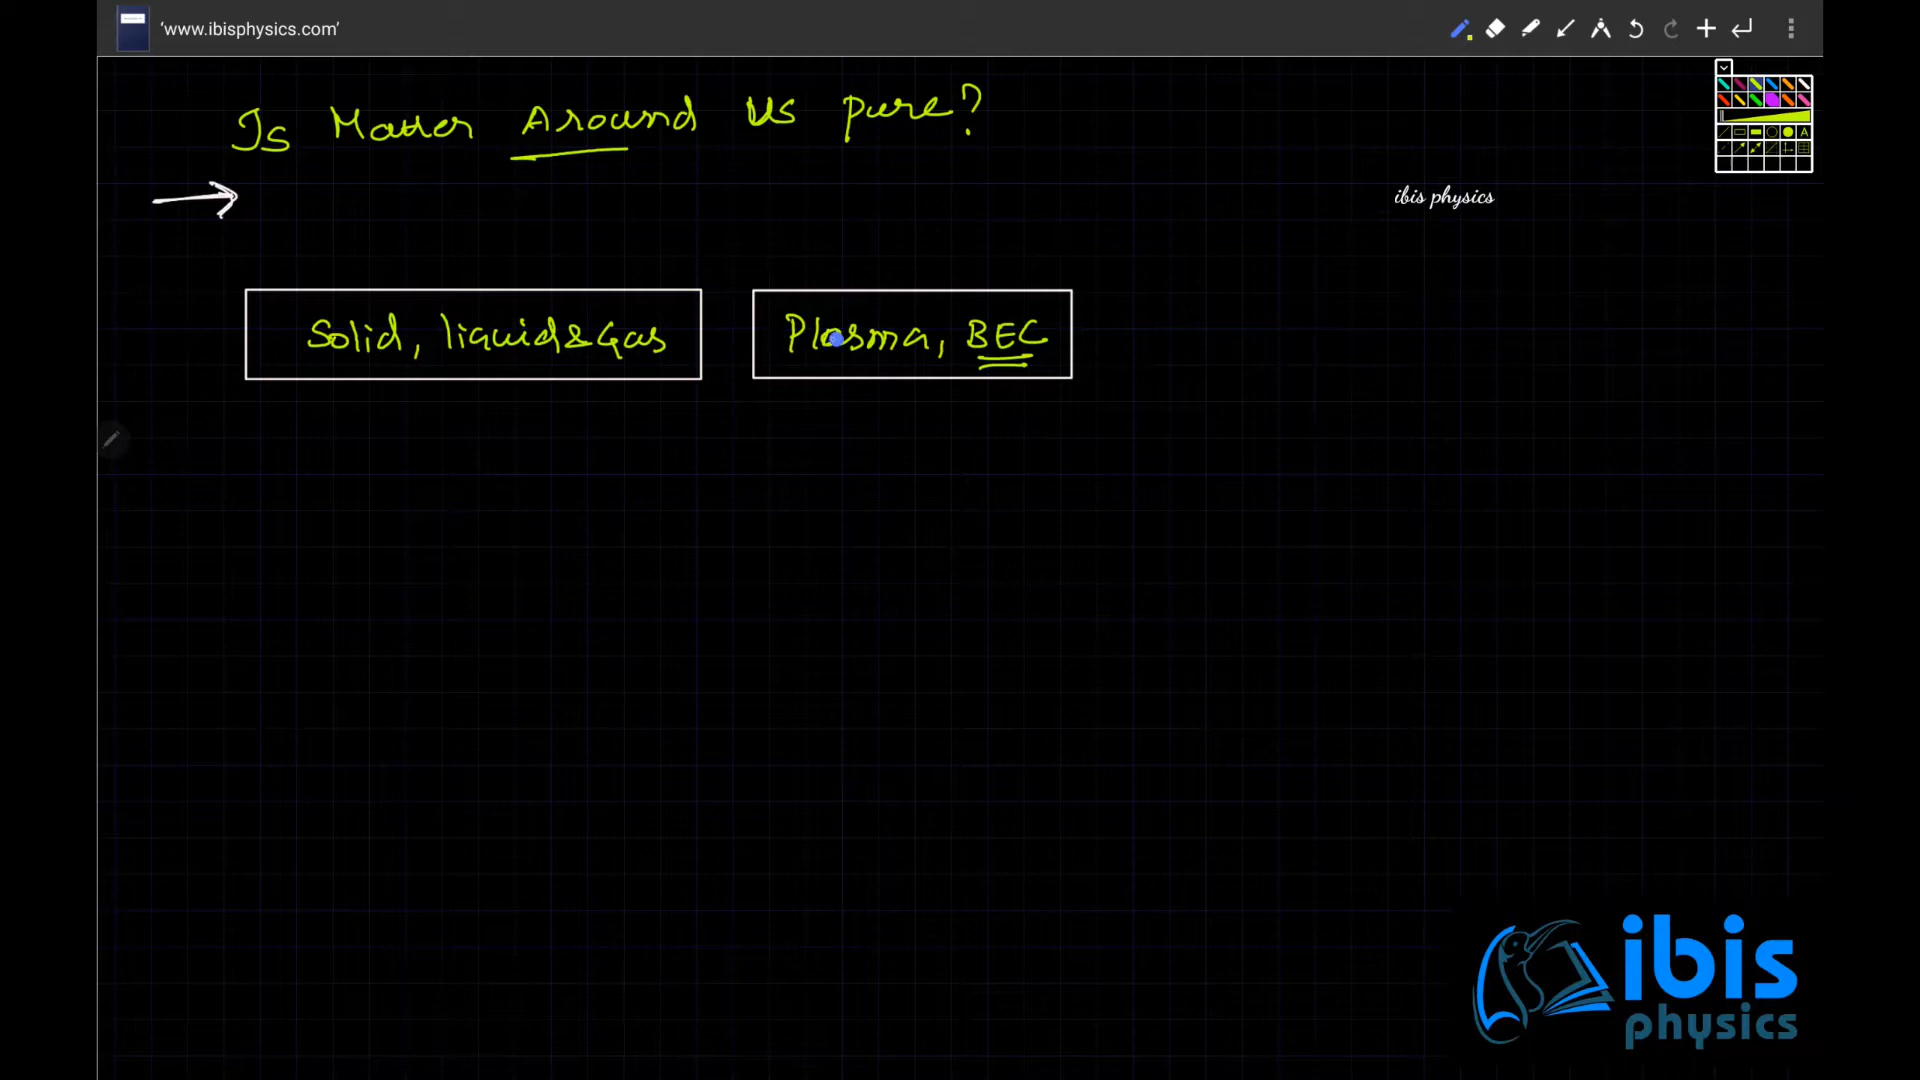 'www.ibisphysics.com'
Is Matter Around Us pure?
ibis physics
Solid, liquid & Gas
Plasma, BEC
ibis
physics